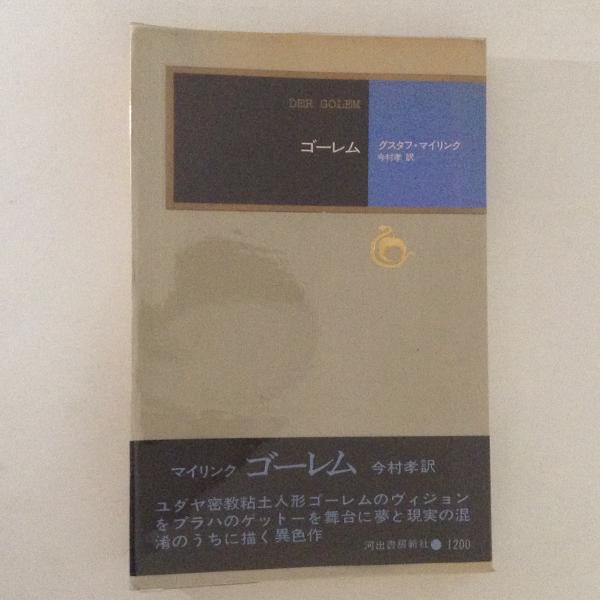 DER GOLEM
ゴーレム
グスタフ・マイリンク
今村孝 訳
マイリンク ゴーレム 今村孝訳
ユダヤ密教粘土人形ゴーレムのヴィジョン
をプラハのゲットーを舞台に夢と現実の混
淆のうちに描く異色作
河出書房新社●1200